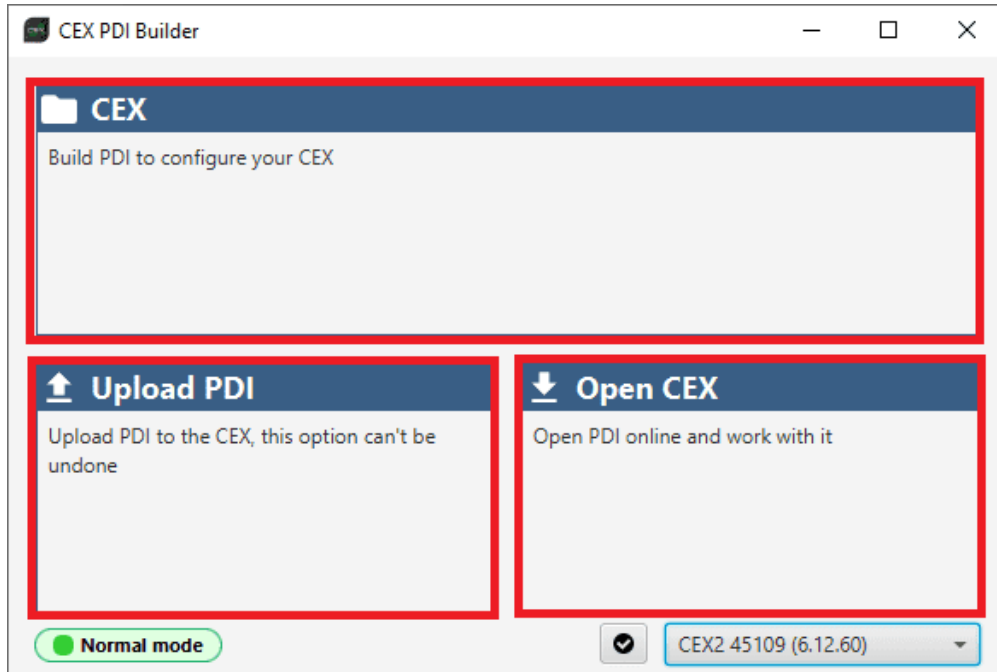 CEX PDI Builder
CEX
Build PDI to configure your CEX
Upload PDI
Upload PDI to the CEX, this option can't be
undone
Open CEX
Open PDI online and work with it
Normal mode
CEX2 45109 (6.12.60)